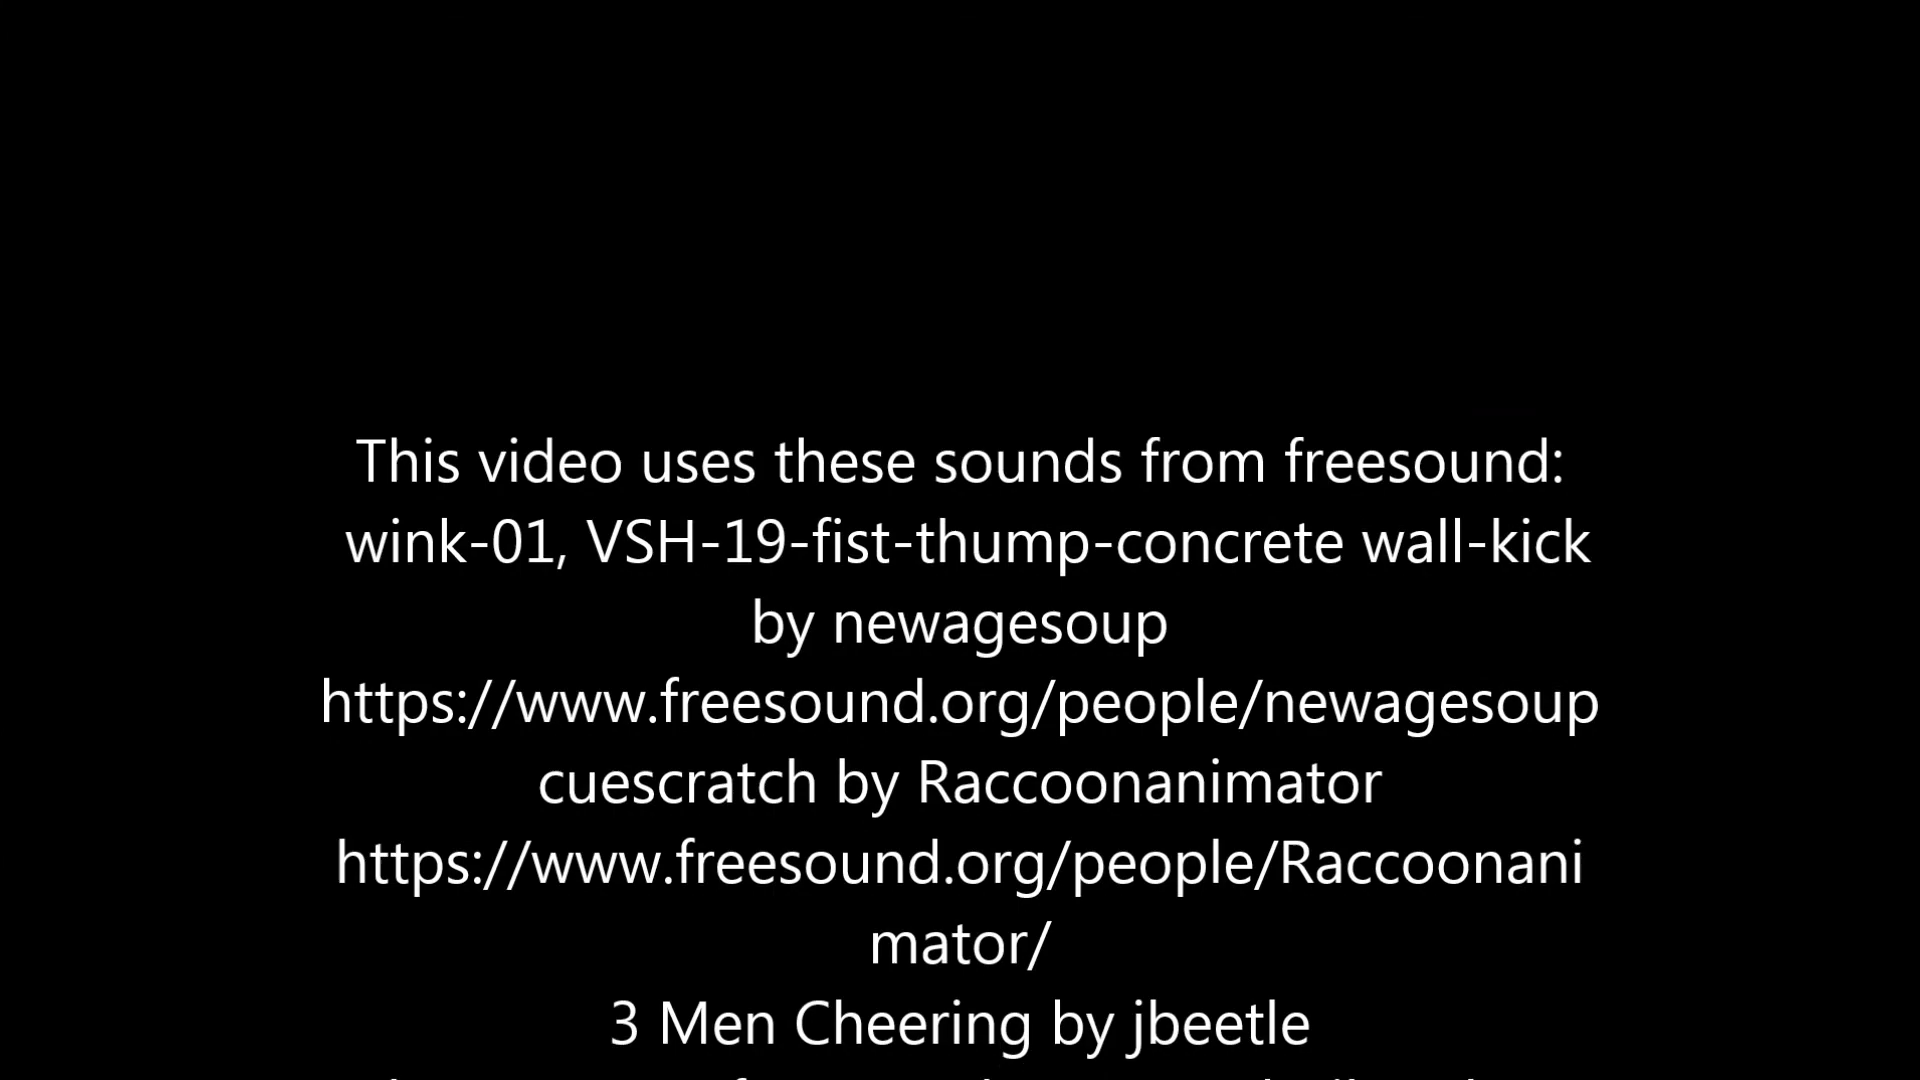 This video uses these sounds from freesound:
wink-01, VSH-19-fist-thump-concrete wall-kick
by newagesoup
https://www.freesound.org/people/newagesoup
cuescratch by Raccoonanimator
https://www.freesound.org/people/Raccoonani
mator/
3 Men Cheering by jbeetle